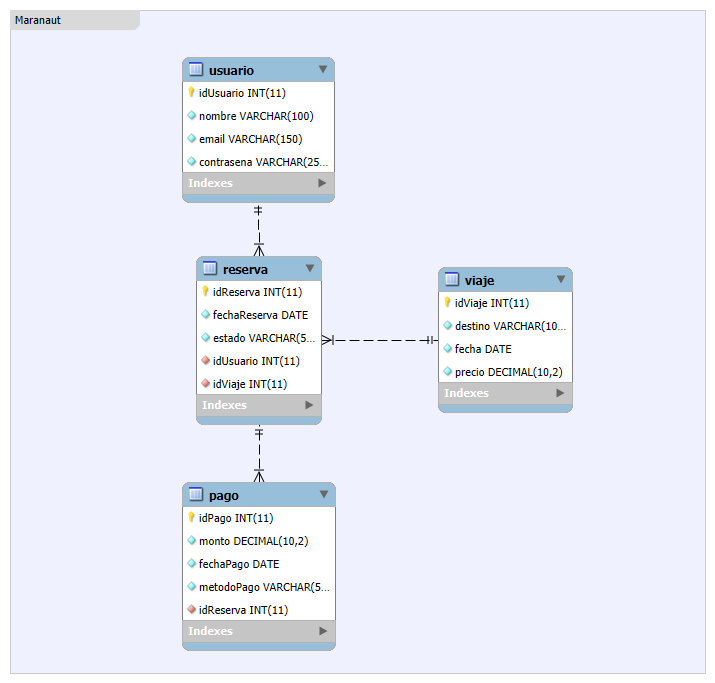 Maranaut
usuario
idUsuario INT(11)
nombre VARCHAR(100)
email VARCHAR(150)
contrasena VARCHAR(25...
Indexes
reserva
idReserva INT(11)
fechaReserva DATE
estado VARCHAR(5...
idUsuario INT(11)
idViaje INT(11)
Indexes
viaje
idViaje INT(11)
destino VARCHAR(10...
fecha DATE
precio DECIMAL(10,2)
Indexes
pago
idPago INT(11)
monto DECIMAL(10,2)
fechaPago DATE
metodoPago VARCHAR(5...
idReserva INT(11)
Indexes